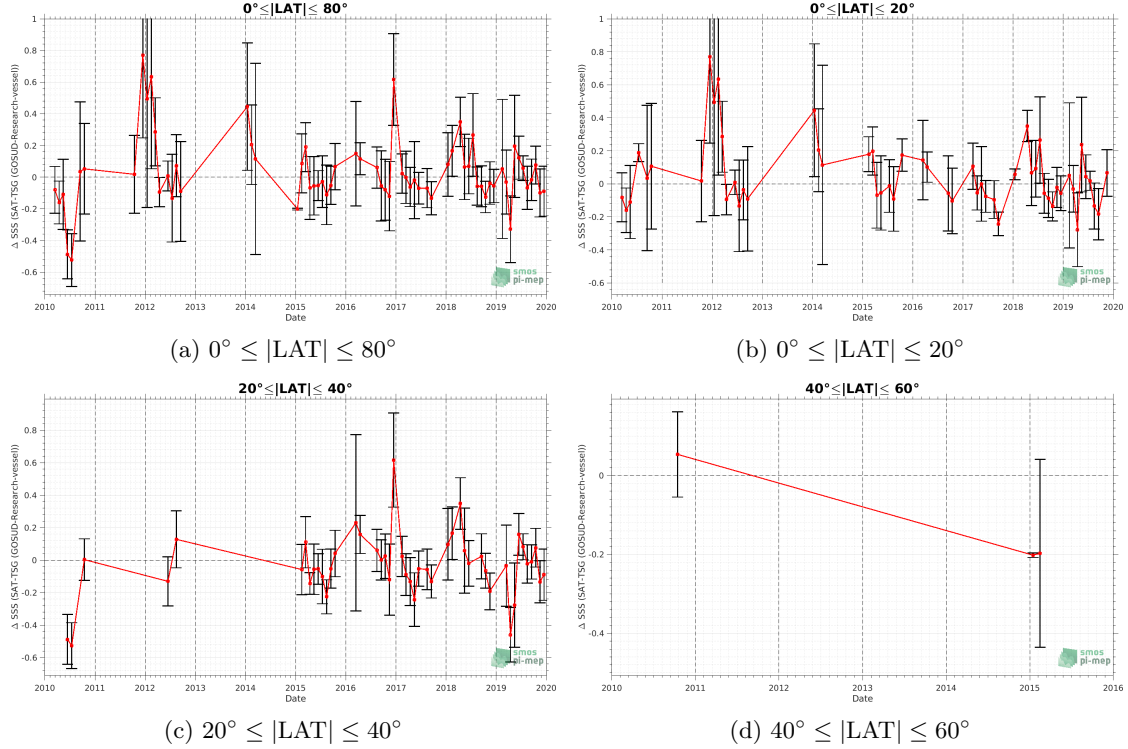 0°≤|LAT|≤ 80°
Δ SSS (SAT-TSG (GOSUD-Research-vessel))
1
0.8
0.6
0.4
0.2
0
-0.2
-0.4
-0.6
2010 2011 2012 2013 2014 2015 2016 2017 2018 2019 2020
Date
smos
pi-mep
(a) 0° ≤ |LAT| ≤ 80°
0°≤|LAT|≤ 20°
Δ SSS (SAT-TSG (GOSUD-Research-vessel))
1
0.8
0.6
0.4
0.2
0
-0.2
-0.4
-0.6
2010 2011 2012 2013 2014 2015 2016 2017 2018 2019 2020
Date
smos
pi-mep
(b) 0° ≤ |LAT| ≤ 20°
20°≤|LAT|≤ 40°
Δ SSS (SAT-TSG (GOSUD-Research-vessel))
0.8
0.6
0.4
0.2
0
-0.2
-0.4
-0.6
2010 2011 2012 2013 2014 2015 2016 2017 2018 2019 2020
Date
smos
pi-mep
(c) 20° ≤ |LAT| ≤ 40°
40°≤|LAT|≤ 60°
Δ SSS (SAT-TSG (GOSUD-Research-vessel))
0
-0.2
-0.4
2010 2011 2012 2013 2014 2015 2016
Date
smos
pi-mep
(d) 40° ≤ |LAT| ≤ 60°